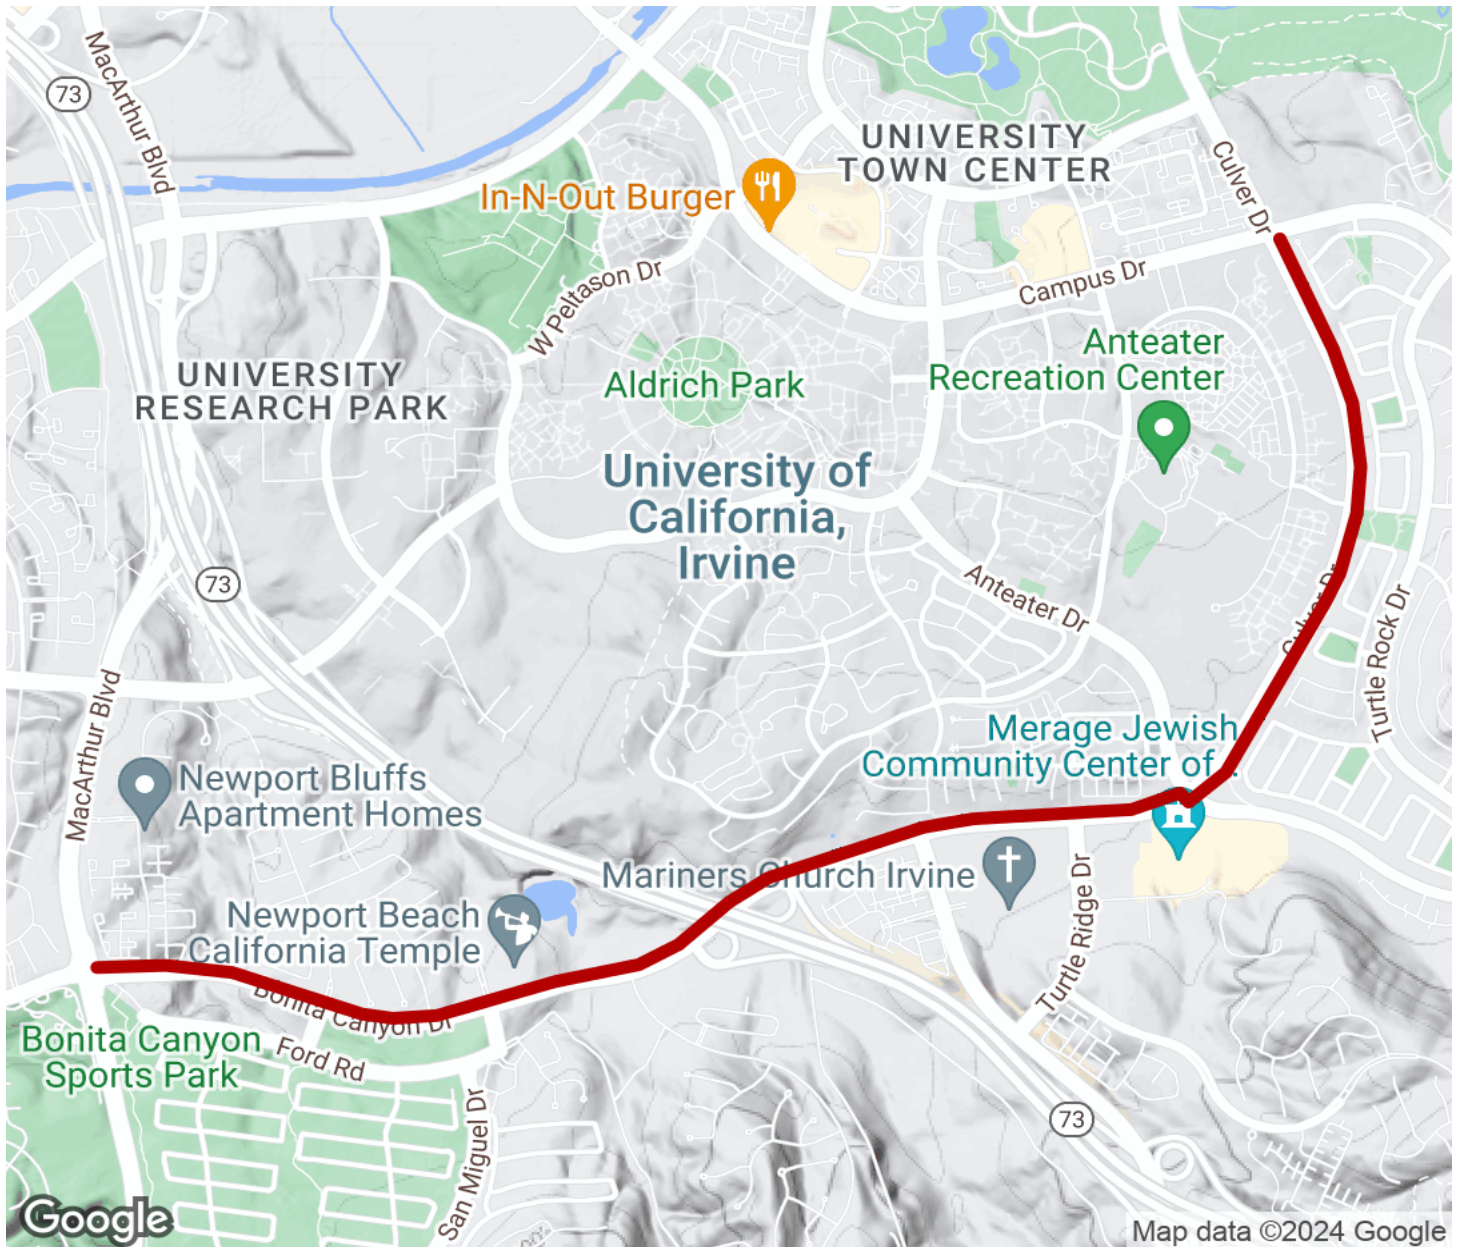 73
MacArthur Blvd
UNIVERSITY
TOWN CENTER
Culver Dr
In-N-Out Burger
W Peltason Dr
Campus Dr
Anteater
Recreation Center
UNIVERSITY
RESEARCH PARK
Aldrich Park
University of
California,
Irvine
73
Anteater Dr
Culver Dr
Turtle Rock Dr
MacArthur Blvd
Merage Jewish
Community Center of...
Newport Bluffs
Apartment Homes
Mariners Church Irvine
Newport Beach
California Temple
Turtle Ridge Dr
Bonita Canyon Dr
Bonita Canyon
Sports Park
Ford Rd
San Miguel Dr
73
Google
Map data ©2024 Google